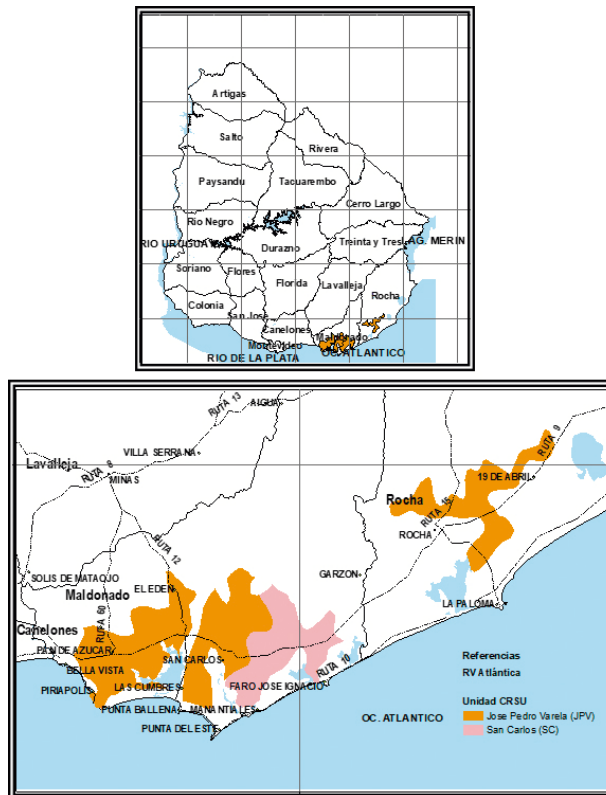 Artigas
Salto
Rivera
Paysandu
Tacuarembo
Cerro Largo
Rio Negro
RIO URUGUA
Durazno
Treinta y Tres
AG. MERIN
Soriano
Flores
Florida
Lavalleja
Rocha
Colonia
San Jose
Canelones
Maldonado
Montevideo
RIO DE LA PLATA
OC. ATLANTICO
RUTA 13
AIGUA
RUTA 9
VILLA SERRANA
Lavalleja
RUTA 8
MINAS
19 DE ABRIL
Rocha
RUTA 15
ROCHA
RUTA 12
SOLIS DE MATAOJO
GARZON
EL EDEN
Maldonado
LA PALOMA
Canelones
RUTA 60
PAN DE AZUCAR
SAN CARLOS
BELLA VISTA
RUTA 10
PIRIAPOLIS
LAS CUMBRES
FARO JOSE IGNACIO
PUNTA BALLENA
MANANTIALES
PUNTA DEL ESTE
OC. ATLANTICO
Referencias
RV Atlántica
Unidad CRSU
Jose Pedro Varela (JPV)
San Carlos (SC)